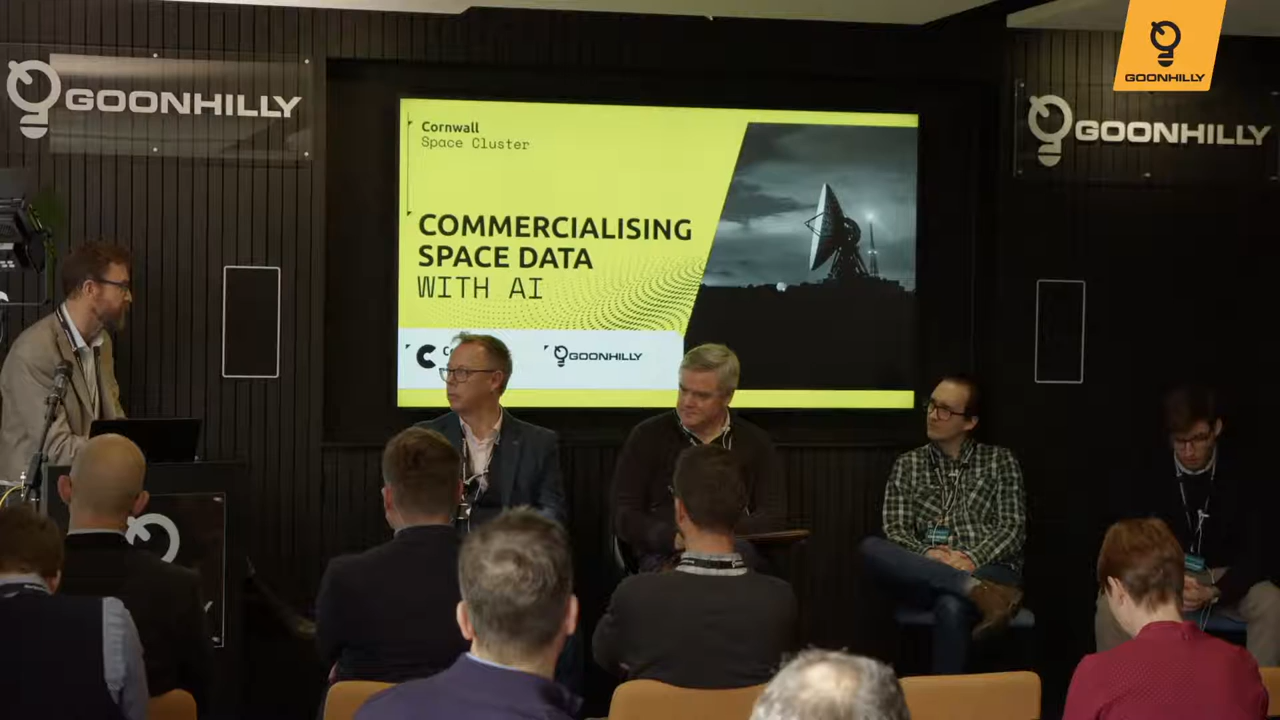 GOONHILLY
GOONHILLY
GOONHILLY
Cornwall
Space Cluster
COMMERCIALISING
SPACE DATA
WITH AI
GOONHILLY